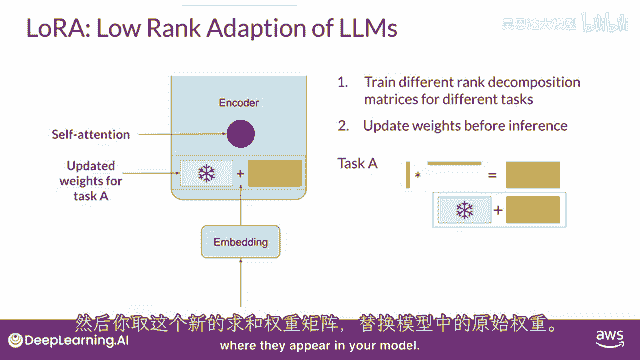 LoRA: Low Rank Adaption of LLMs
bilibili
Encoder
Self-attention
Updated
weights for
task A
Embedding
1. Train different rank decomposition
matrices for different tasks
2. Update weights before inference
Task A
*
=
+
+
然后你取这个新的求和权重矩阵，替换模型中的原始权重。
where they appear in your model.
DeepLearning.AI
aws